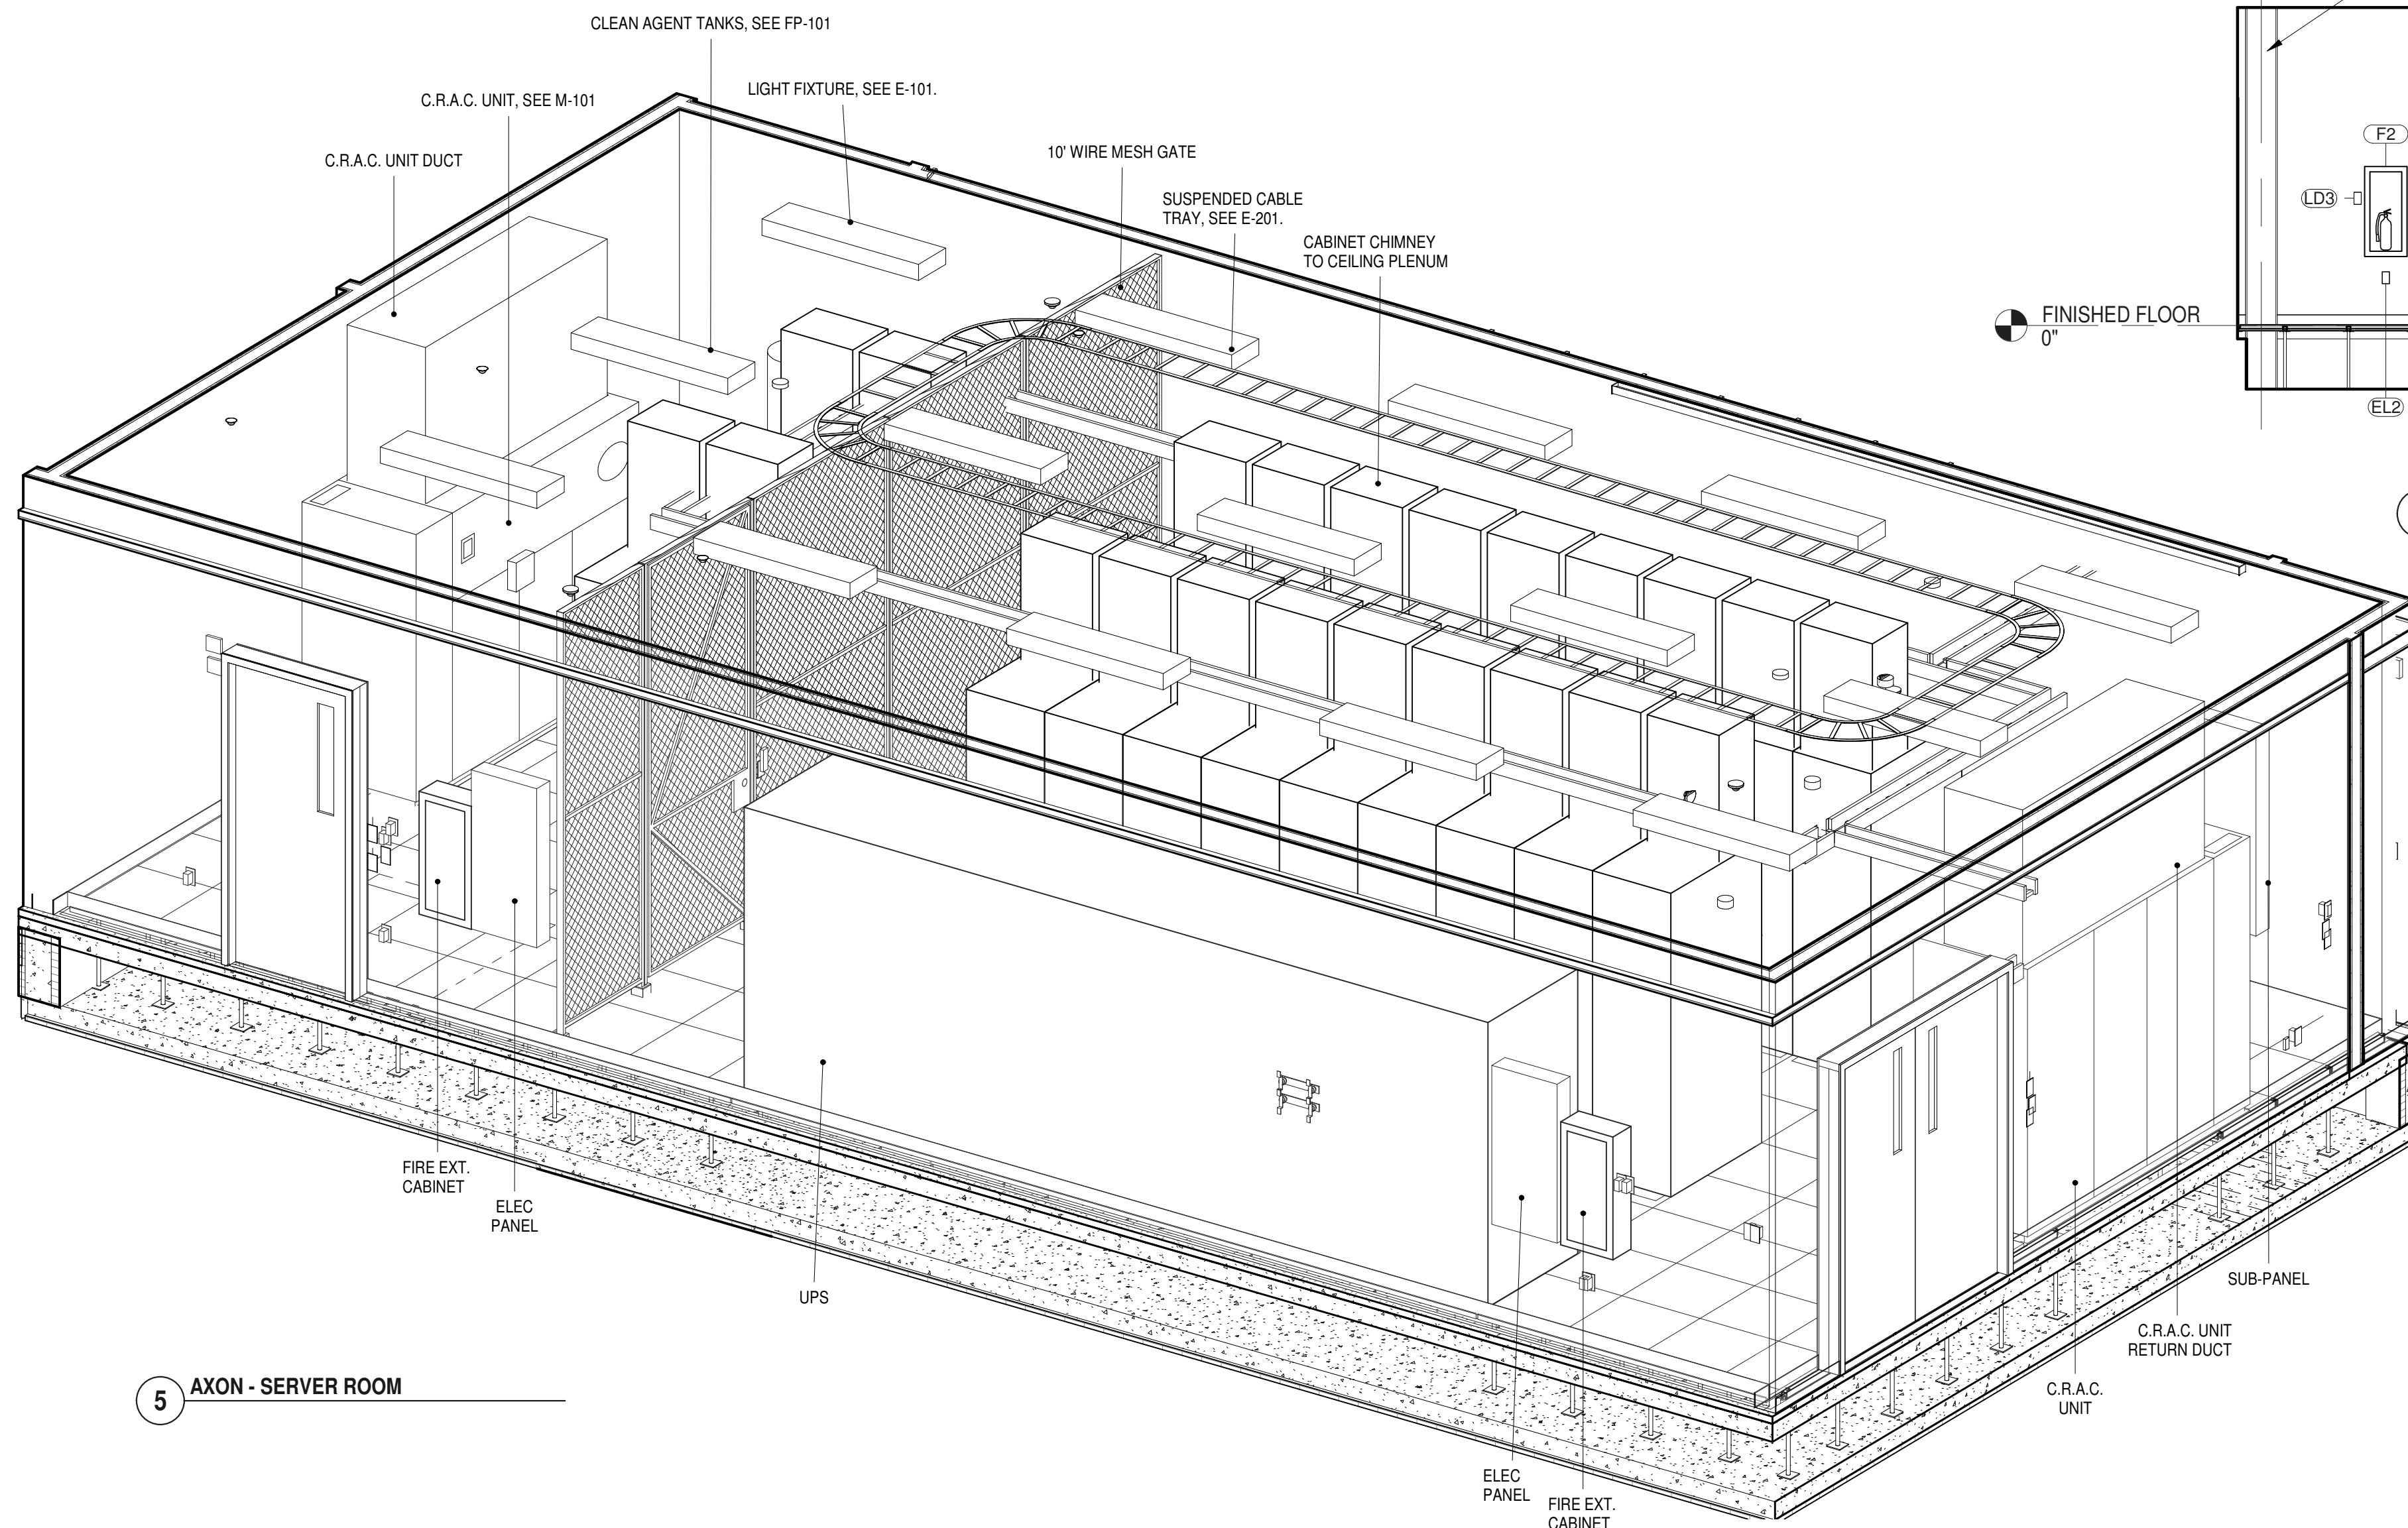 CLEAN AGENT TANKS, SEE FP-101
LIGHT FIXTURE, SEE E-101.
C.R.A.C. UNIT, SEE M-101
C.R.A.C. UNIT DUCT
10' WIRE MESH GATE
SUSPENDED CABLE
TRAY, SEE E-201.
CABINET CHIMNEY
TO CEILING PLENUM
F2
LD3
FINISHED FLOOR
0"
EL2
FIRE EXT.
CABINET
ELEC
PANEL
UPS
SUB-PANEL
C.R.A.C. UNIT
RETURN DUCT
C.R.A.C.
UNIT
ELEC
PANEL
FIRE EXT.
CABINET
5
AXON - SERVER ROOM